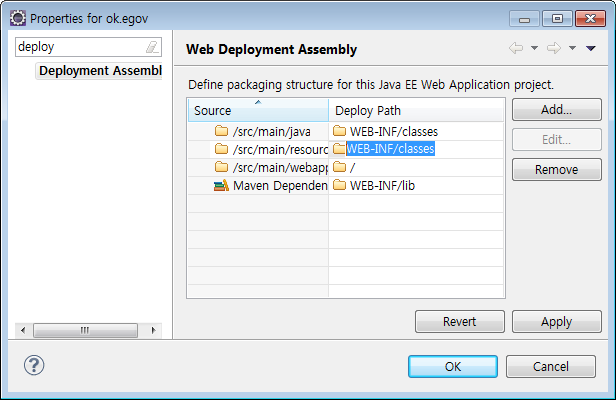 Properties for ok.egov
deploy
Deployment Assembl
Web Deployment Assembly
Define packaging structure for this Java EE Web Application project.
Source Deploy Path
/src/main/java WEB-INF/classes
/src/main/resourc WEB-INF/classes
/src/main/webapp /
Maven Dependen WEB-INF/lib
Add...
Edit...
Remove
Revert Apply
OK Cancel